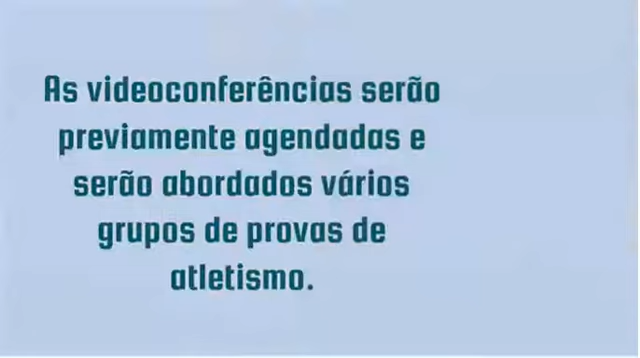 As videoconferências serão
previamente agendadas e
serão abordados vários
grupos de provas de
atletismo.